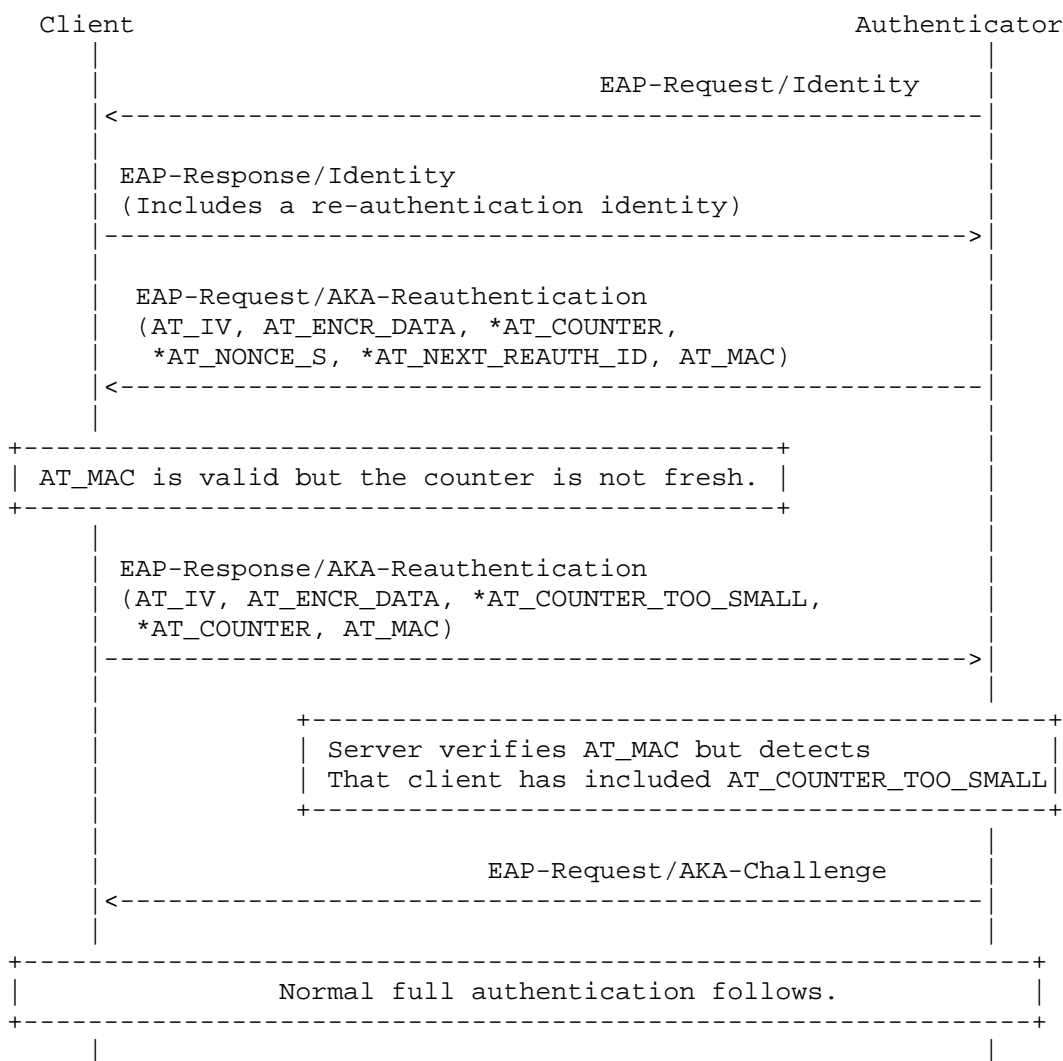 Client Authenticator
EAP-Request/Identity
EAP-Response/Identity
(Includes a re-authentication identity)
EAP-Request/AKA-Reauthentication
(AT_IV, AT_ENCR_DATA, *AT_COUNTER,
*AT_NONCE_S, *AT_NEXT_REAUTH_ID, AT_MAC)
AT_MAC is valid but the counter is not fresh.
EAP-Response/AKA-Reauthentication
(AT_IV, AT_ENCR_DATA, *AT_COUNTER_TOO_SMALL,
*AT_COUNTER, AT_MAC)
Server verifies AT_MAC but detects
That client has included AT_COUNTER_TOO_SMALL
EAP-Request/AKA-Challenge
Normal full authentication follows.